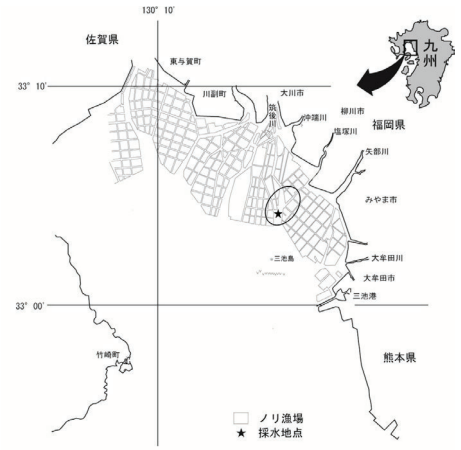 130° 10'
佐賀県
東与賀町
九州
33° 10'
川副町
大川市
筑後川
沖端川
柳川市
塩塚川
福岡県
矢部川
みやま市
三池島
大牟田川
大牟田市
三池港
33° 00'
竹崎町
熊本県
ノリ漁場
★ 採水地点